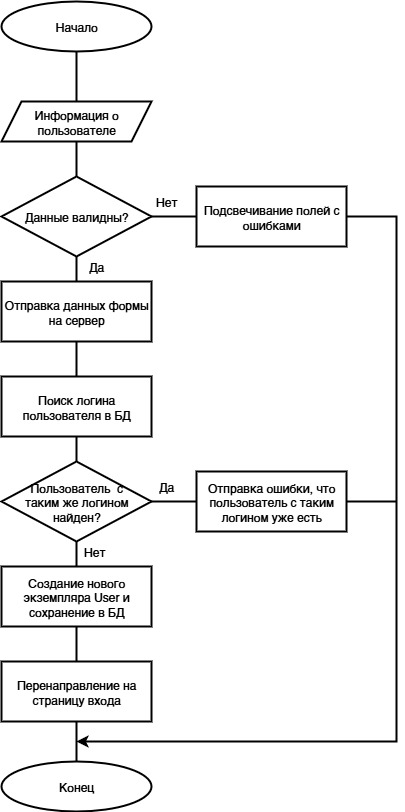 Начало
Информация о
пользователе
Данные валидны?
Нет
Подсвечивание полей с
ошибками
Да
Отправка данных формы
на сервер
Поиск логина
пользователя в БД
Пользователь с
таким же логином
найден?
Да
Отправка ошибки, что
пользователь с таким
логином уже есть
Нет
Создание нового
экземпляра User и
сохранение в БД
Перенаправление на
страницу входа
Конец